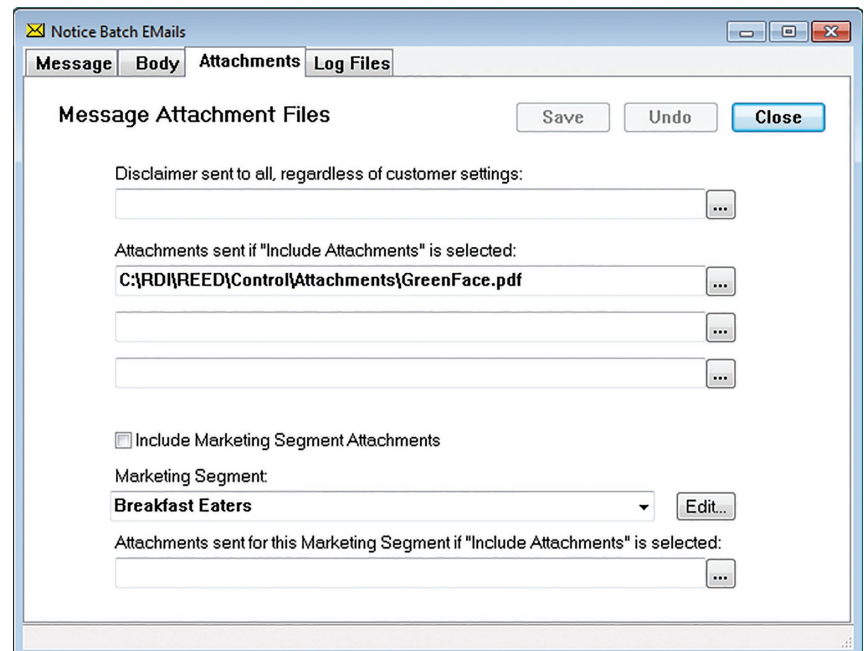 Notice Batch EMails
Message Body Attachments Log Files
Message Attachment Files Save Undo Close
Disclaimer sent to all, regardless of customer settings:
...
Attachments sent if "Include Attachments" is selected:
C:\RDI\REED\Control\Attachments\GreenFace.pdf ...
...
...
Include Marketing Segment Attachments
Marketing Segment:
Breakfast Eaters Edit...
Attachments sent for this Marketing Segment if "Include Attachments" is selected:
...